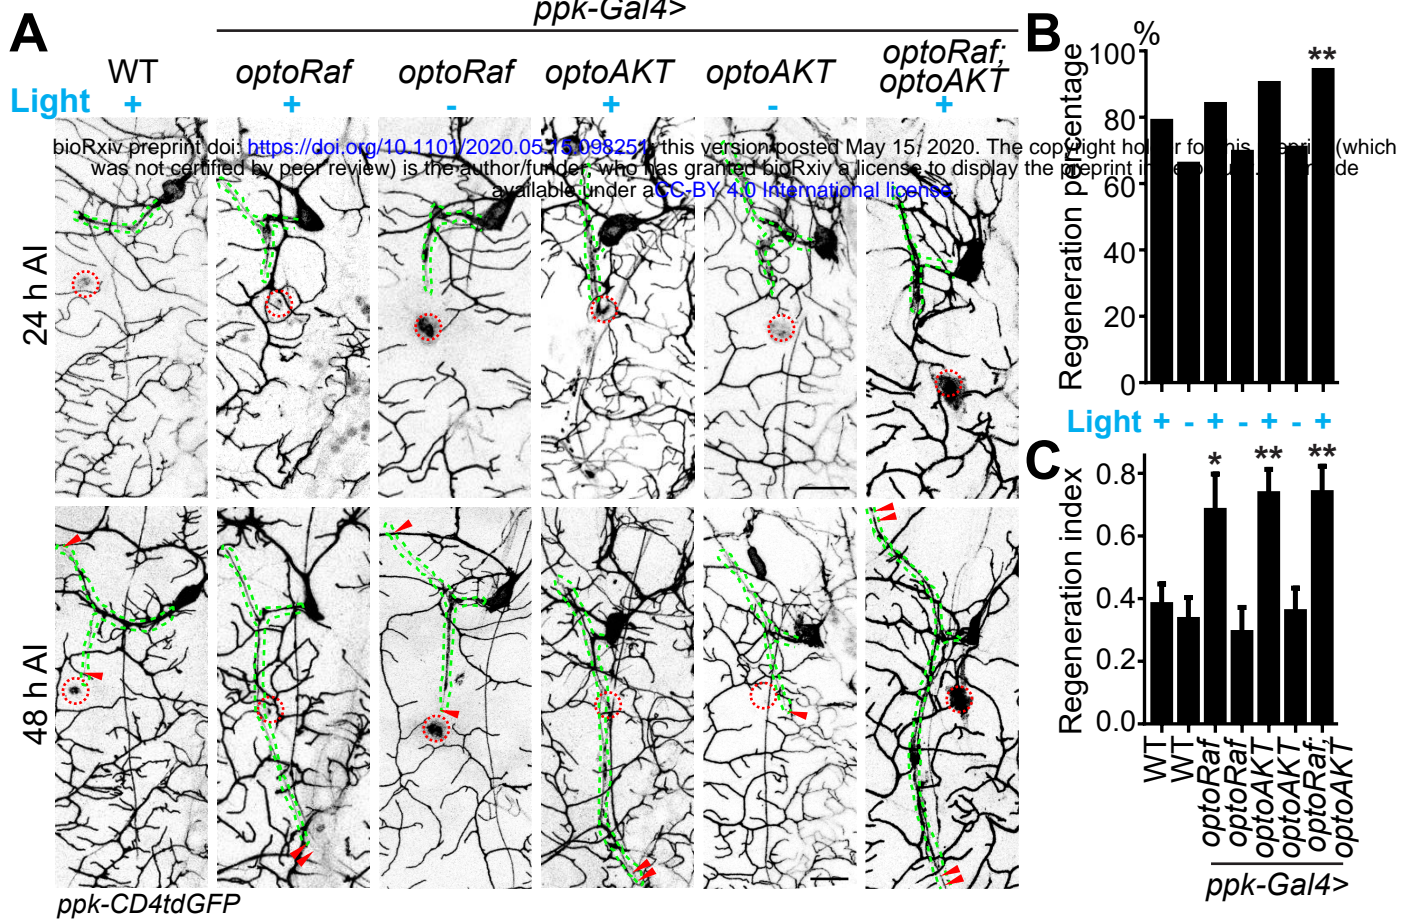 A
ppk-Gal4>
WT optoRaf optoRaf optoAKT optoAKT optoRaf;
optoAKT
Light + + - + - +
bioRxiv preprint doi: https://doi.org/10.1101/2020.05.15.098251; this version posted May 15, 2020. The copyright holder for this preprint (which
was not certified by peer review) is the author/funder, who has granted bioRxiv a license to display the preprint in
available under aCC-BY 4.0 International license.
24 h AI
48 h AI
ppk-CD4tdGFP
B
%
Regeneration percentage
100
80
60
40
20
0
**
Light + - + - + - +
C
Regeneration index
0.8
0.6
0.4
0.2
0.0
* ** **
WT
WT
optoRaf
optoRaf
optoAKT
optoAKT
optoRaf;
optoAKT
ppk-Gal4>